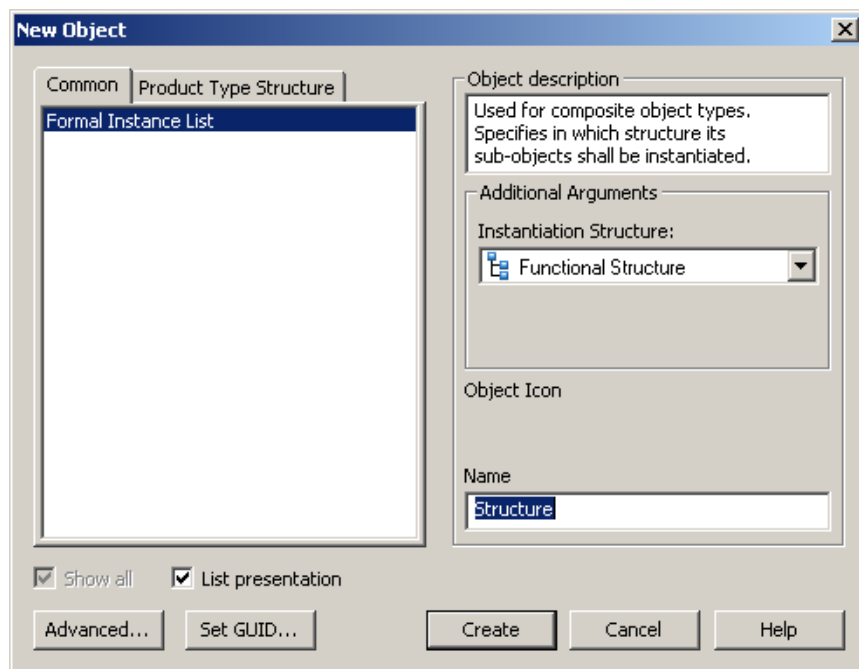 New Object
Common
Product Type Structure
Formal Instance List
Object description
Used for composite object types.
Specifies in which structure its
sub-objects shall be instantiated.
Additional Arguments
Instantiation Structure:
Functional Structure
Object Icon
Name
Structure
Show all
List presentation
Advanced...
Set GUID...
Create
Cancel
Help